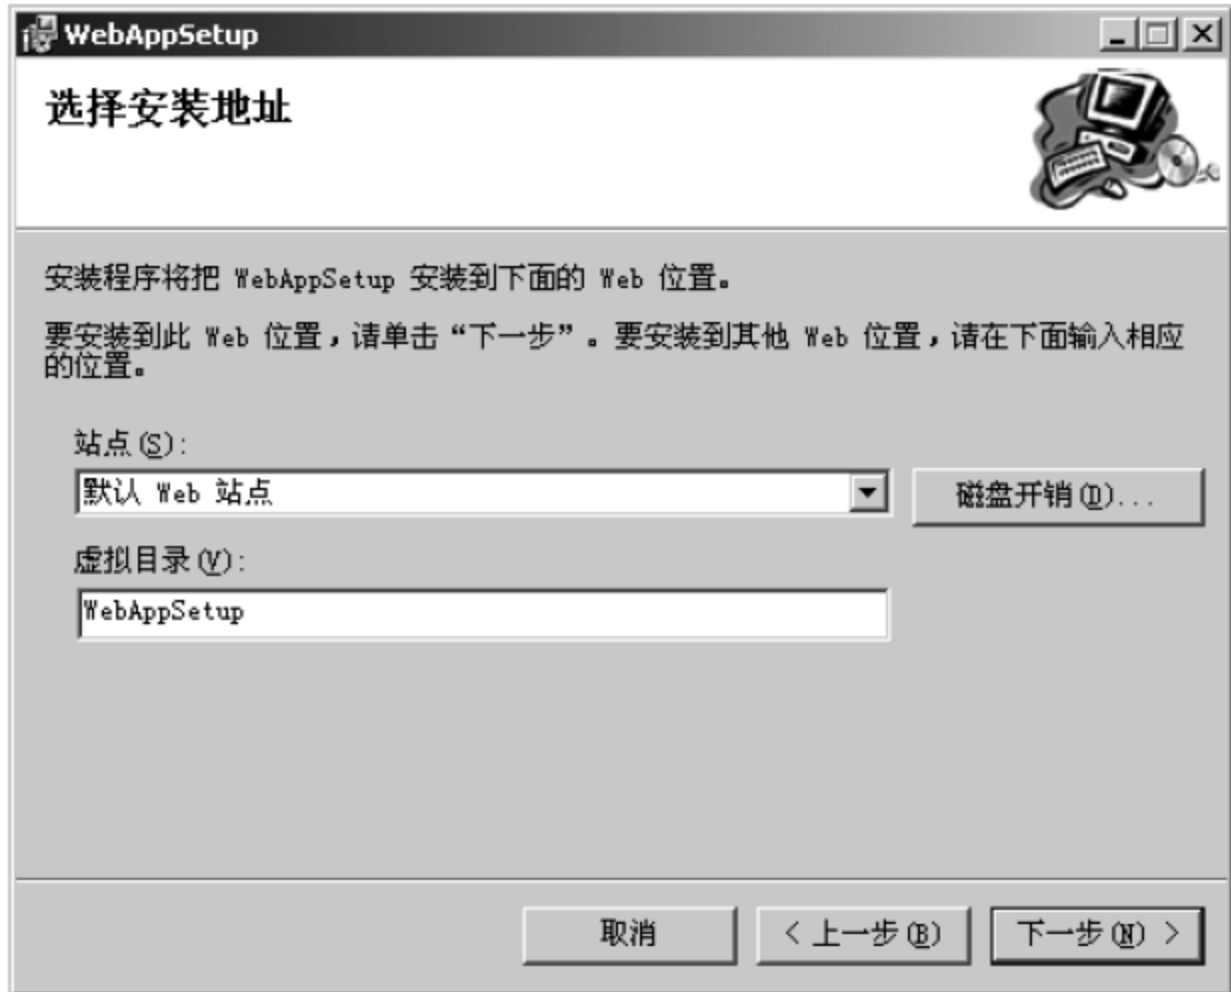 WebAppSetup
选择安装地址
安装程序将把 WebAppSetup 安装到下面的 Web 位置。
要安装到此 Web 位置，请单击“下一步”。要安装到其他 Web 位置，请在下面输入相应
的位置。
站点(S):
默认 Web 站点
磁盘开销(D)...
虚拟目录(V):
WebAppSetup
取消
< 上一步(B)
下一步(N) >